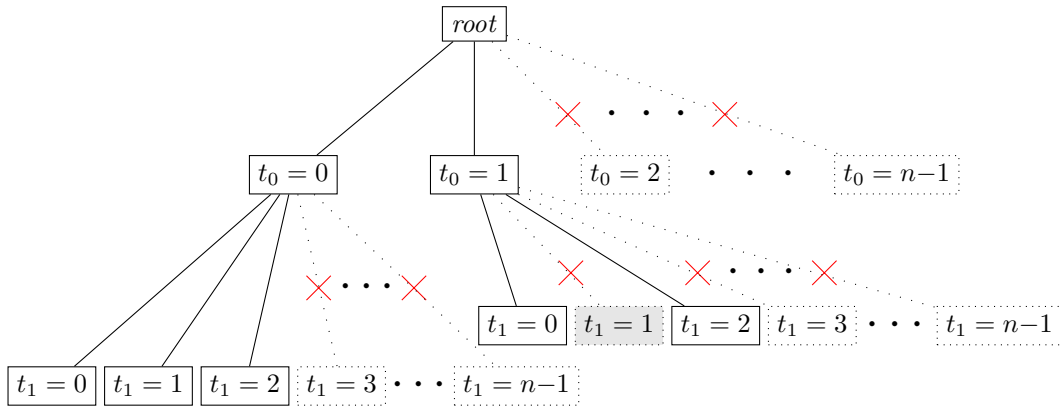 root
t₀ = 0 t₀ = 1 t₀ = 2 · · · t₀ = n−1
t₁ = 0 t₁ = 1 t₁ = 2 t₁ = 3 · · · t₁ = n−1
t₁ = 0 t₁ = 1 t₁ = 2 t₁ = 3 · · · t₁ = n−1